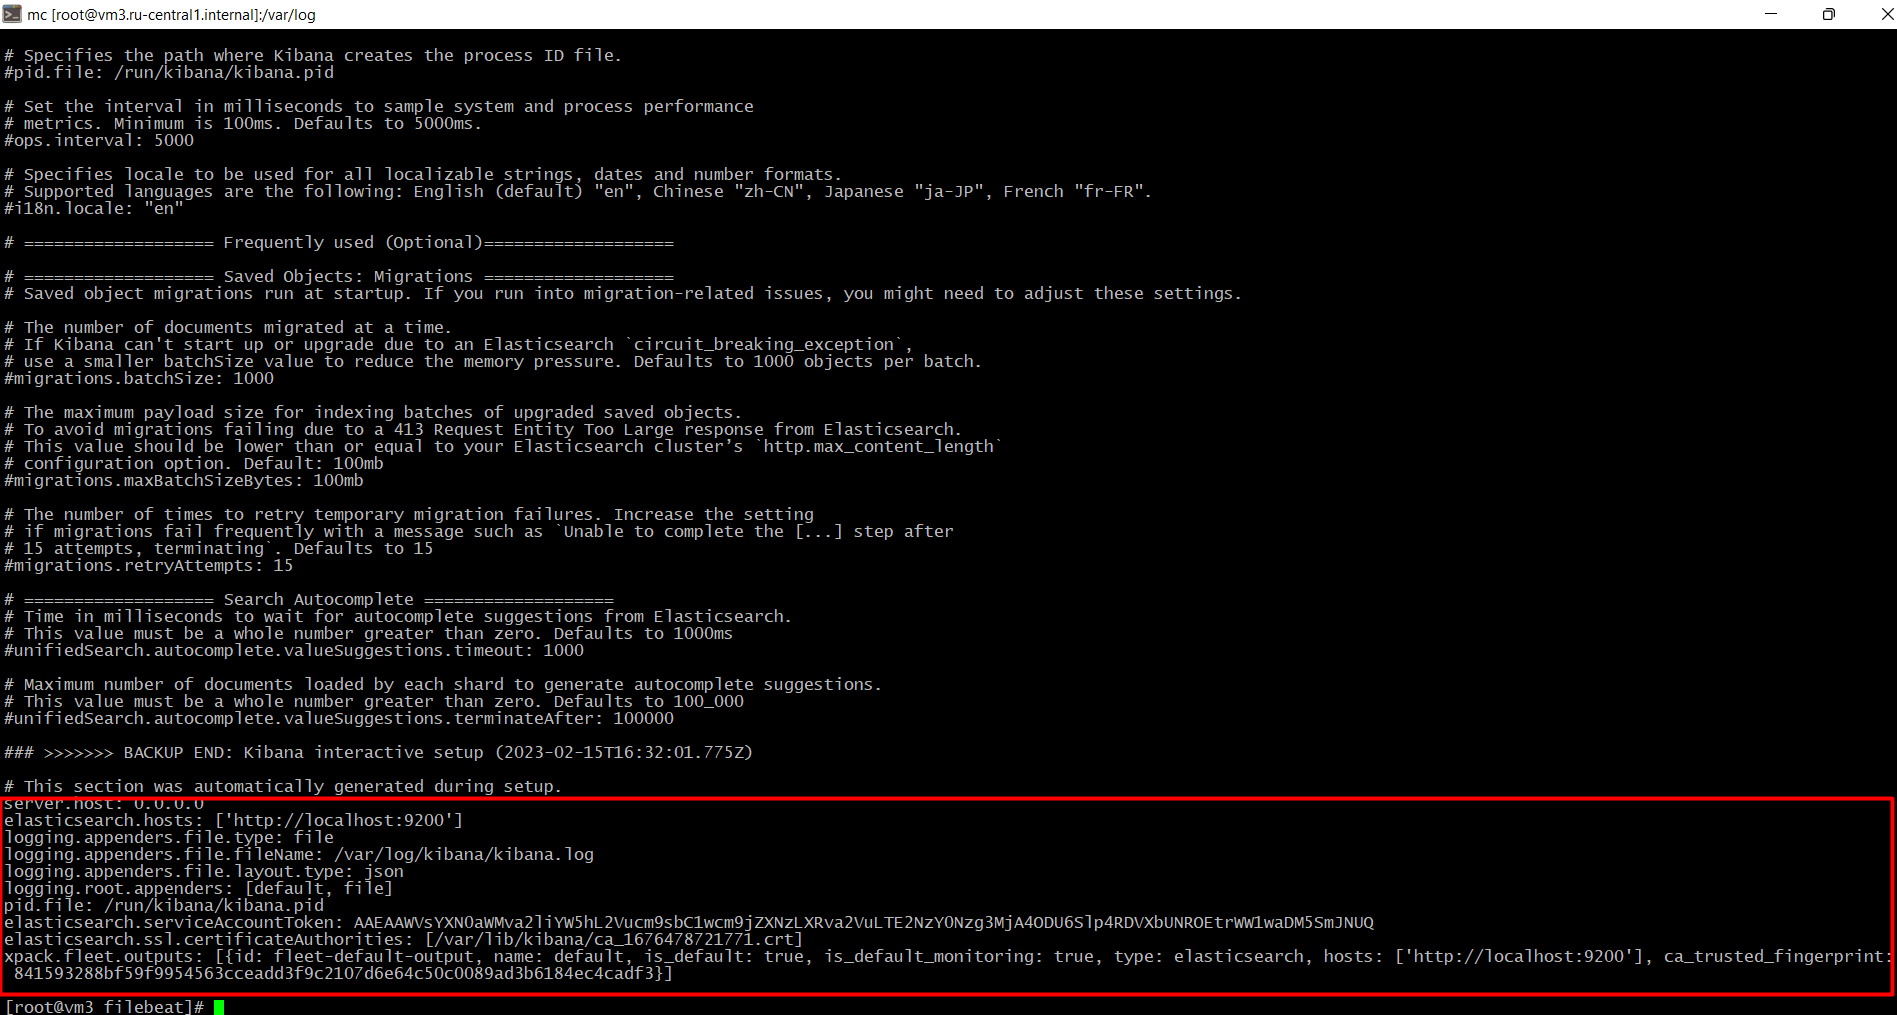 mc [root@vm3.ru-central1.internal]:/var/log
# Specifies the path where Kibana creates the process ID file.
#pid.file: /run/kibana/kibana.pid
# Set the interval in milliseconds to sample system and process performance
# metrics. Minimum is 100ms. Defaults to 5000ms.
#ops.interval: 5000
# Specifies locale to be used for all localizable strings, dates and number formats.
# Supported languages are the following: English (default) "en", Chinese "zh-CN", Japanese "ja-JP", French "fr-FR".
#i18n.locale: "en"
# =================== Frequently used (Optional)===================
# =================== Saved Objects: Migrations ===================
# Saved object migrations run at startup. If you run into migration-related issues, you might need to adjust these settings.
# The number of documents migrated at a time.
# If Kibana can't start up or upgrade due to an Elasticsearch `circuit_breaking_exception`,
# use a smaller batchSize value to reduce the memory pressure. Defaults to 1000 objects per batch.
#migrations.batchSize: 1000
# The maximum payload size for indexing batches of upgraded saved objects.
# To avoid migrations failing due to a 413 Request Entity Too Large response from Elasticsearch.
# This value should be lower than or equal to your Elasticsearch cluster’s `http.max_content_length`
# configuration option. Default: 100mb
#migrations.maxBatchSizeBytes: 100mb
# The number of times to retry temporary migration failures. Increase the setting
# if migrations fail frequently with a message such as `Unable to complete the [...] step after
# 15 attempts, terminating`. Defaults to 15
#migrations.retryAttempts: 15
# =================== Search Autocomplete ===================
# Time in milliseconds to wait for autocomplete suggestions from Elasticsearch.
# This value must be a whole number greater than zero. Defaults to 1000ms
#unifiedSearch.autocomplete.valueSuggestions.timeout: 1000
# Maximum number of documents loaded by each shard to generate autocomplete suggestions.
# This value must be a whole number greater than zero. Defaults to 100_000
#unifiedSearch.autocomplete.valueSuggestions.terminateAfter: 100000
### >>>>>>> BACKUP END: Kibana interactive setup (2023-02-15T16:32:01.775Z)
# This section was automatically generated during setup.
server.host: 0.0.0.0
elasticsearch.hosts: ['http://localhost:9200']
logging.appenders.file.type: file
logging.appenders.file.fileName: /var/log/kibana/kibana.log
logging.appenders.file.layout.type: json
logging.root.appenders: [default, file]
pid.file: /run/kibana/kibana.pid
elasticsearch.serviceAccountToken: AAEAAWVsYXN0aWMva2liYW5hL2Vucm9sbC1wcm9jZXNzLXRva2VuLTE2NzY0Nzg3MjA4ODU6Slp4RDVXbUNROEtrWW1waDM5SmJNUQ
elasticsearch.ssl.certificateAuthorities: [/var/lib/kibana/ca_1676478721771.crt]
xpack.fleet.outputs: [{id: fleet-default-output, name: default, is_default: true, is_default_monitoring: true, type: elasticsearch, hosts: ['http://localhost:9200'], ca_trusted_fingerprint:
841593288bf59f9954563cceadd3f9c2107d6e64c50c0089ad3b6184ec4cadf3}]
[root@vm3 filebeat]#